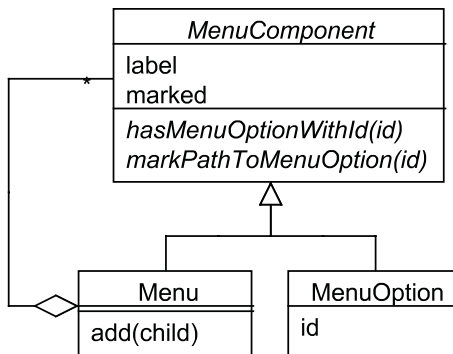 MenuComponent
label
marked
*
hasMenuOptionWithId(id)
markPathToMenuOption(id)
Menu
add(child)
MenuOption
id